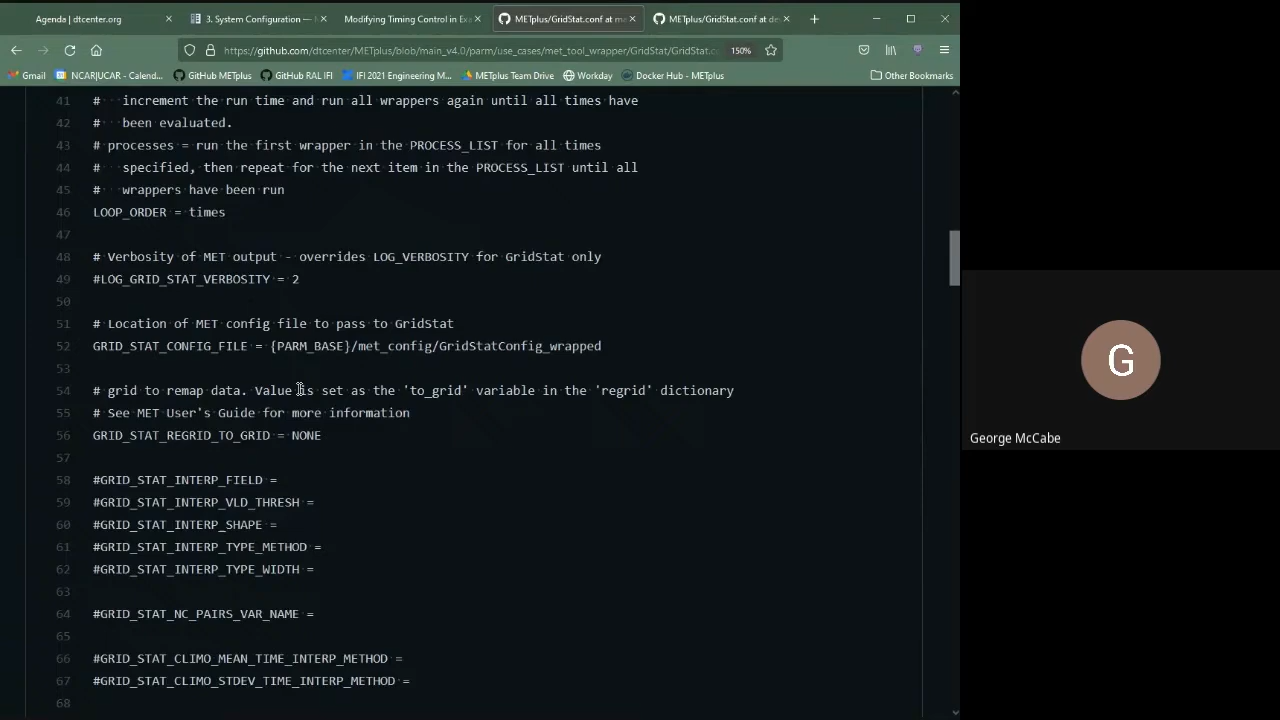 Agenda | dtcenter.org
3. System Configuration —
Modifying Timing Control in Exa
METplus/GridStat.conf at ma
METplus/GridStat.conf at de
https://github.com/dtcenter/METplus/blob/main_v4.0/parm/use_cases/met_tool_wrapper/GridStat/GridStat.c
150%
Gmail
NCAR|UCAR - Calend...
GitHub METplus
GitHub RAL IFI
IFI 2021 Engineering M...
METplus Team Drive
Workday
Docker Hub - METplus
Other Bookmarks
41 #   increment the run time and run all wrappers again until all times have
42 #   been evaluated.
43 # processes = run the first wrapper in the PROCESS_LIST for all times
44 #   specified, then repeat for the next item in the PROCESS_LIST until all
45 #   wrappers have been run
46 LOOP_ORDER = times
47
48 # Verbosity of MET output - overrides LOG_VERBOSITY for GridStat only
49 #LOG_GRID_STAT_VERBOSITY = 2
50
51 # Location of MET config file to pass to GridStat
52 GRID_STAT_CONFIG_FILE = {PARM_BASE}/met_config/GridStatConfig_wrapped
53
54 # grid to remap data. Value is set as the 'to_grid' variable in the 'regrid' dictionary
55 # See MET User's Guide for more information
56 GRID_STAT_REGRID_TO_GRID = NONE
57
58 #GRID_STAT_INTERP_FIELD =
59 #GRID_STAT_INTERP_VLD_THRESH =
60 #GRID_STAT_INTERP_SHAPE =
61 #GRID_STAT_INTERP_TYPE_METHOD =
62 #GRID_STAT_INTERP_TYPE_WIDTH =
63
64 #GRID_STAT_NC_PAIRS_VAR_NAME =
65
66 #GRID_STAT_CLIMO_MEAN_TIME_INTERP_METHOD =
67 #GRID_STAT_CLIMO_STDEV_TIME_INTERP_METHOD =
68
G
George McCabe